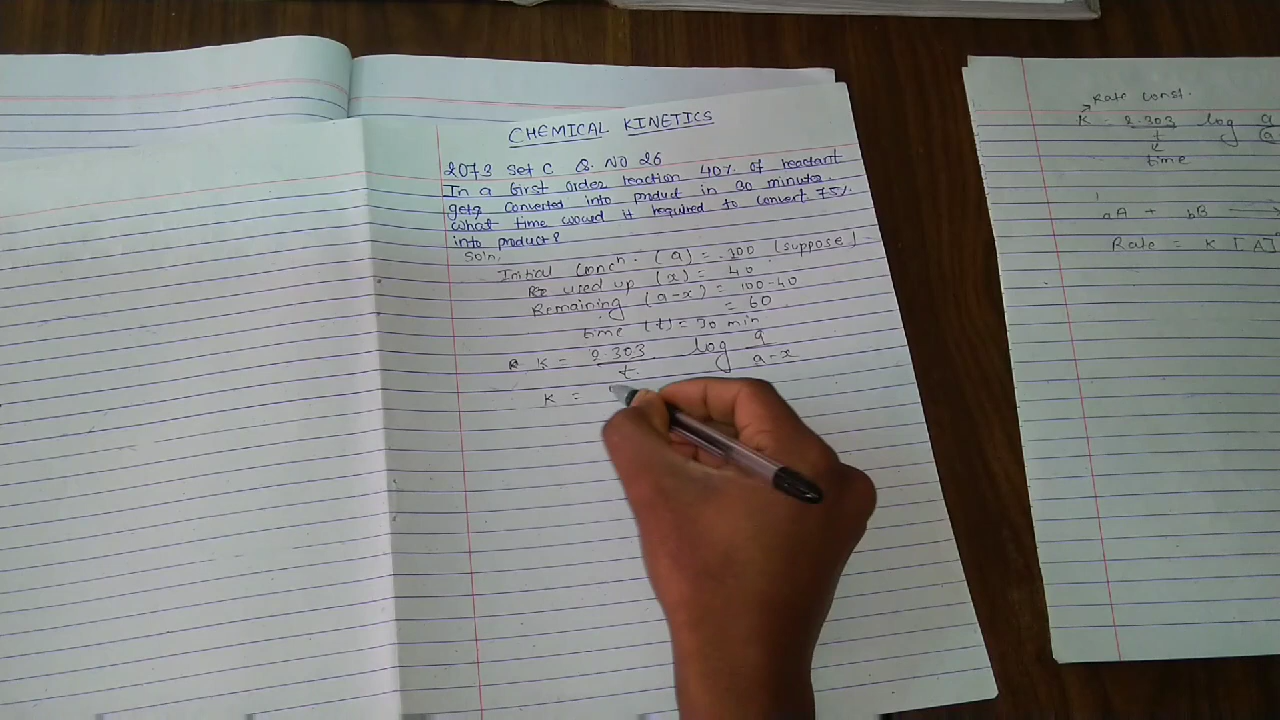 CHEMICAL KINETICS
2073 Set C Q. NO 26
In a first order reaction 40% of reactant
gets converted into product in 30 minutes.
what time would it required to convert 75%
into product?
Soln,
Initial Concn. (a) = 100 (suppose)
used up (x) = 40
Remaining (a-x) = 100-40
= 60
time (t) = 30 min
K = 2.303 log a
t a-x
K =
Rate const.
K = 2.303 log a
t (a
time
aA + bB →
Rate = K [A]